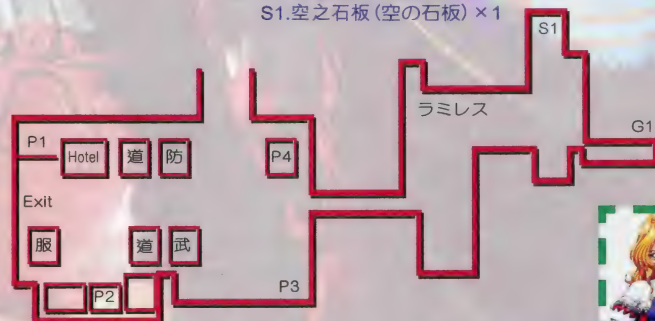 S1.空之石板(空の石板)×1
S1
ラミレス
G1
P1
Hotel
道
防
P4
Exit
服
道
武
P2
P3